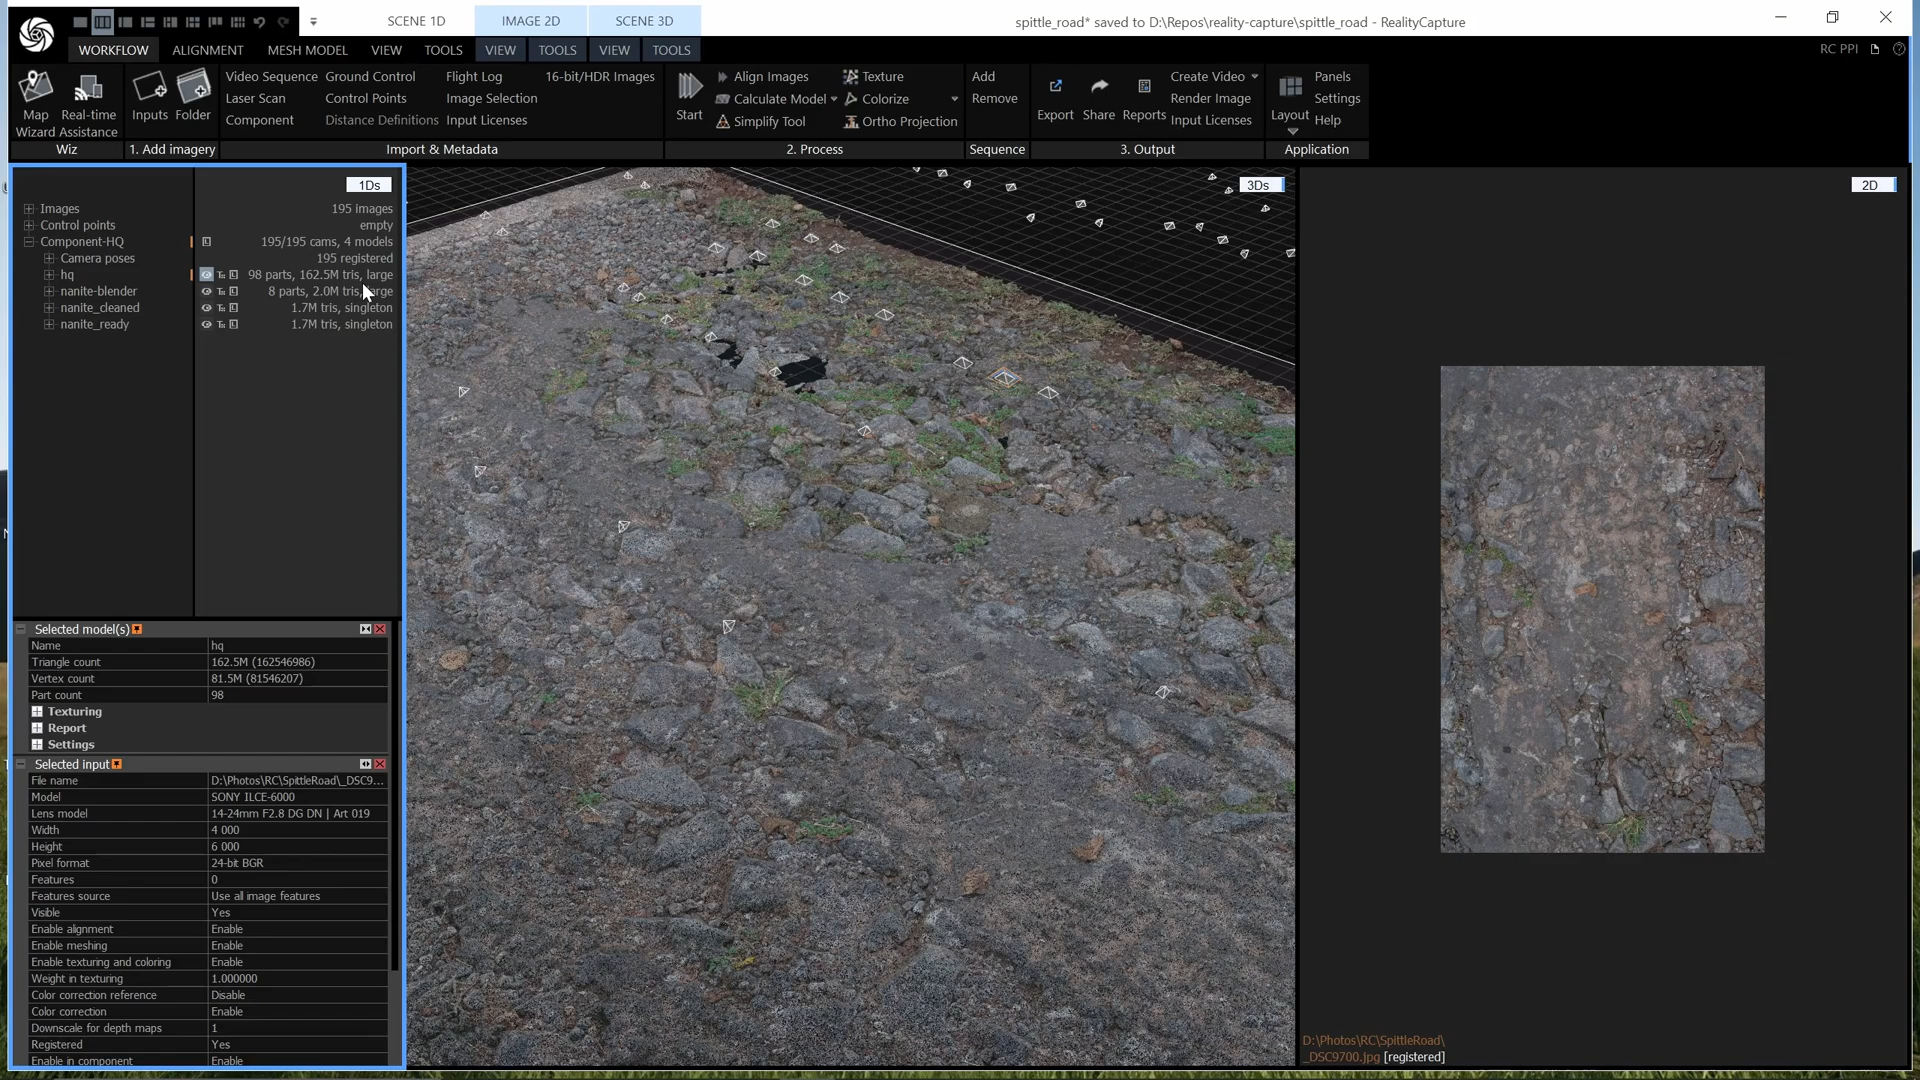 SCENE 1D
IMAGE 2D
SCENE 3D
spittle_road* saved to D:\Repos\reality-capture\spittle_road - RealityCapture
WORKFLOW
ALIGNMENT
MESH MODEL
VIEW
TOOLS
VIEW
TOOLS
VIEW
TOOLS
RC PPI
Map Wizard
Real-time Assistance
Wiz
Inputs
Folder
1. Add imagery
Video Sequence
Laser Scan
Component
Ground Control
Control Points
Distance Definitions
Flight Log
Image Selection
Input Licenses
16-bit/HDR Images
Import & Metadata
Start
Align Images
Calculate Model
Simplify Tool
Texture
Colorize
Ortho Projection
2. Process
Add
Remove
Sequence
Export
Share
Reports
Create Video
Render Image
Input Licenses
3. Output
Layout
Panels
Settings
Help
Application
1Ds
3Ds
2D
Images 195 images
Control points empty
Component-HQ 195/195 cams, 4 models
Camera poses 195 registered
hq 98 parts, 162.5M tris, large
nanite-blender 8 parts, 2.0M tris, large
nanite_cleaned 1.7M tris, singleton
nanite_ready 1.7M tris, singleton
Selected model(s)
Name hq
Triangle count 162.5M (162546986)
Vertex count 81.5M (81546207)
Part count 98
Texturing
Report
Settings
Selected input
File name D:\Photos\RC\SpittleRoad\_DSC9...
Model SONY ILCE-6000
Lens model 14-24mm F2.8 DG DN | Art 019
Width 4 000
Height 6 000
Pixel format 24-bit BGR
Features 0
Features source Use all image features
Visible Yes
Enable alignment Enable
Enable meshing Enable
Enable texturing and coloring Enable
Weight in texturing 1.000000
Color correction reference Disable
Color correction Enable
Downscale for depth maps 1
Registered Yes
Enable in component Enable
D:\Photos\RC\SpittleRoad\
_DSC9700.jpg [registered]